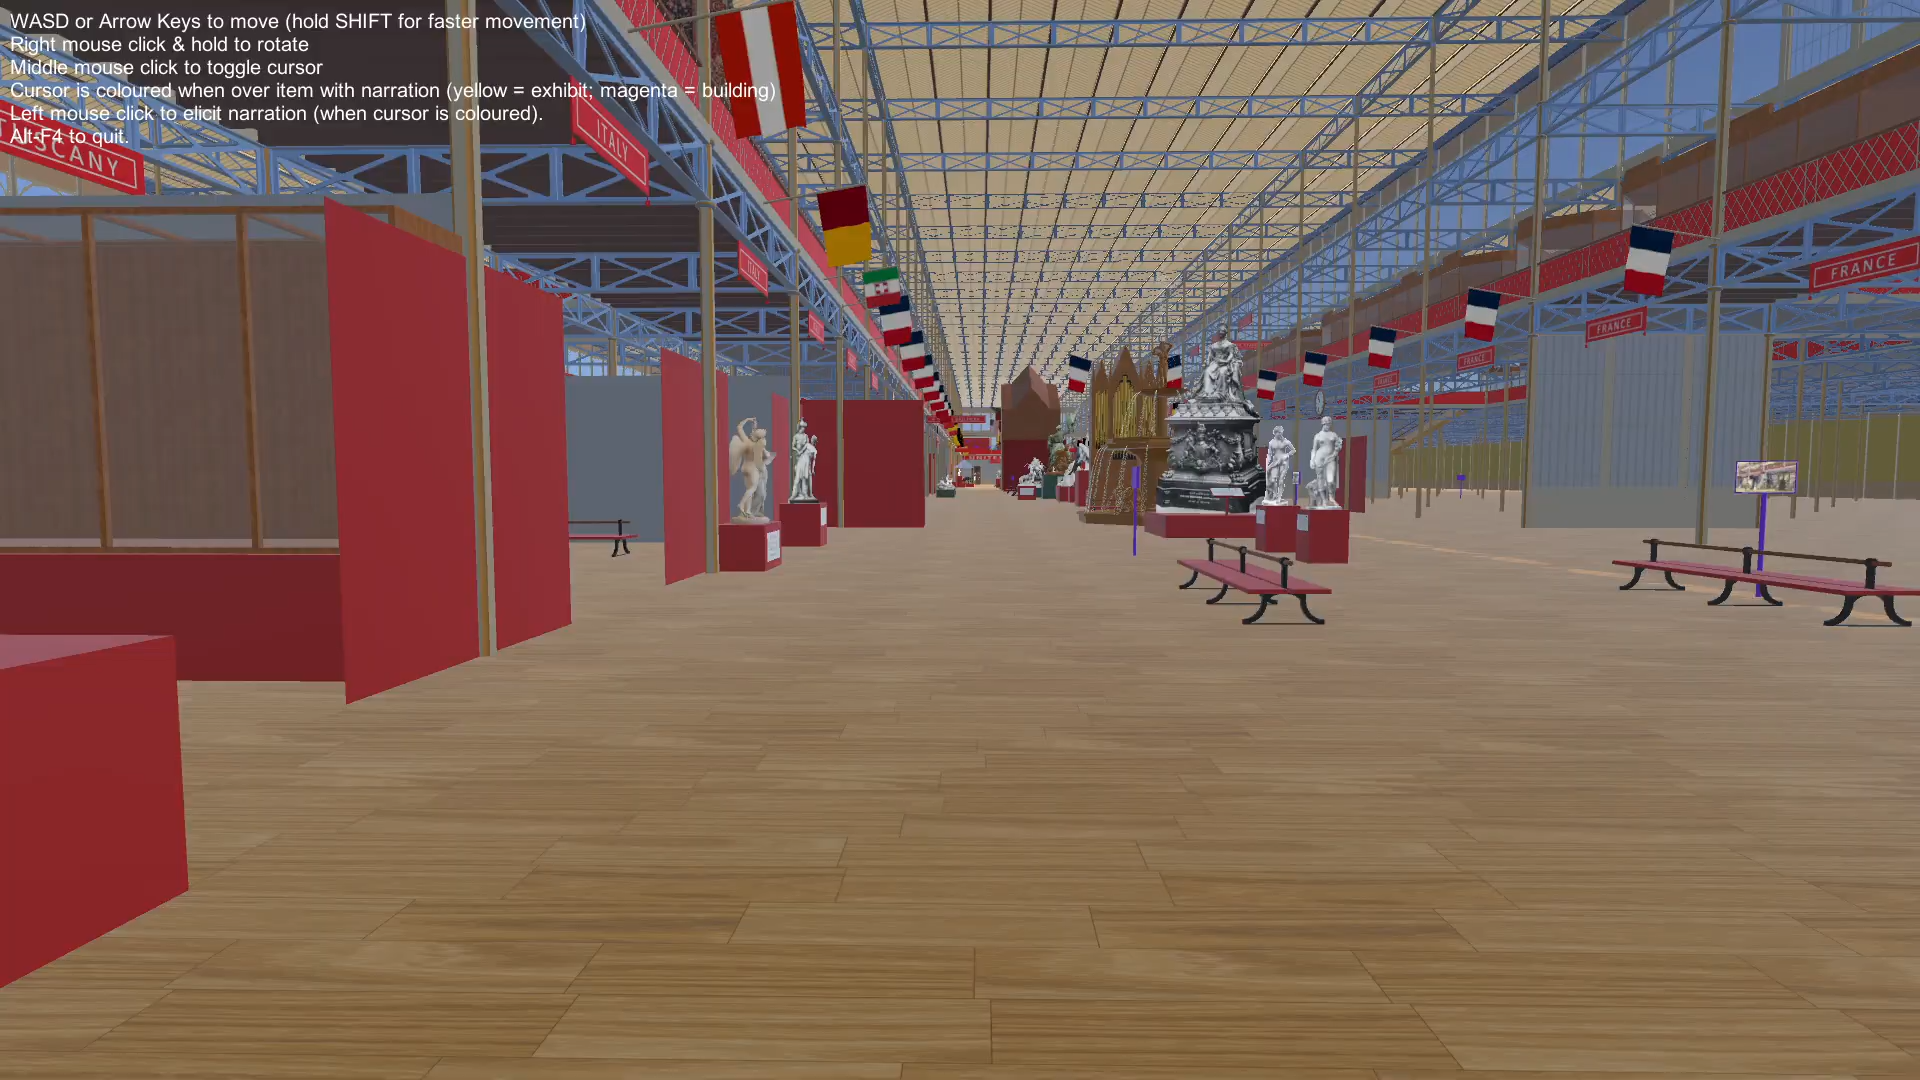 WASD or Arrow Keys to move (hold SHIFT for faster movement)
Right mouse click & hold to rotate
Middle mouse click to toggle cursor
Cursor is coloured when over item with narration (yellow = exhibit; magenta = building)
Left mouse click to elicit narration (when cursor is coloured).
Alt-F4 to quit.
SCANY
ITALY
ITALY
FRANCE
FRANCE
FRANCE